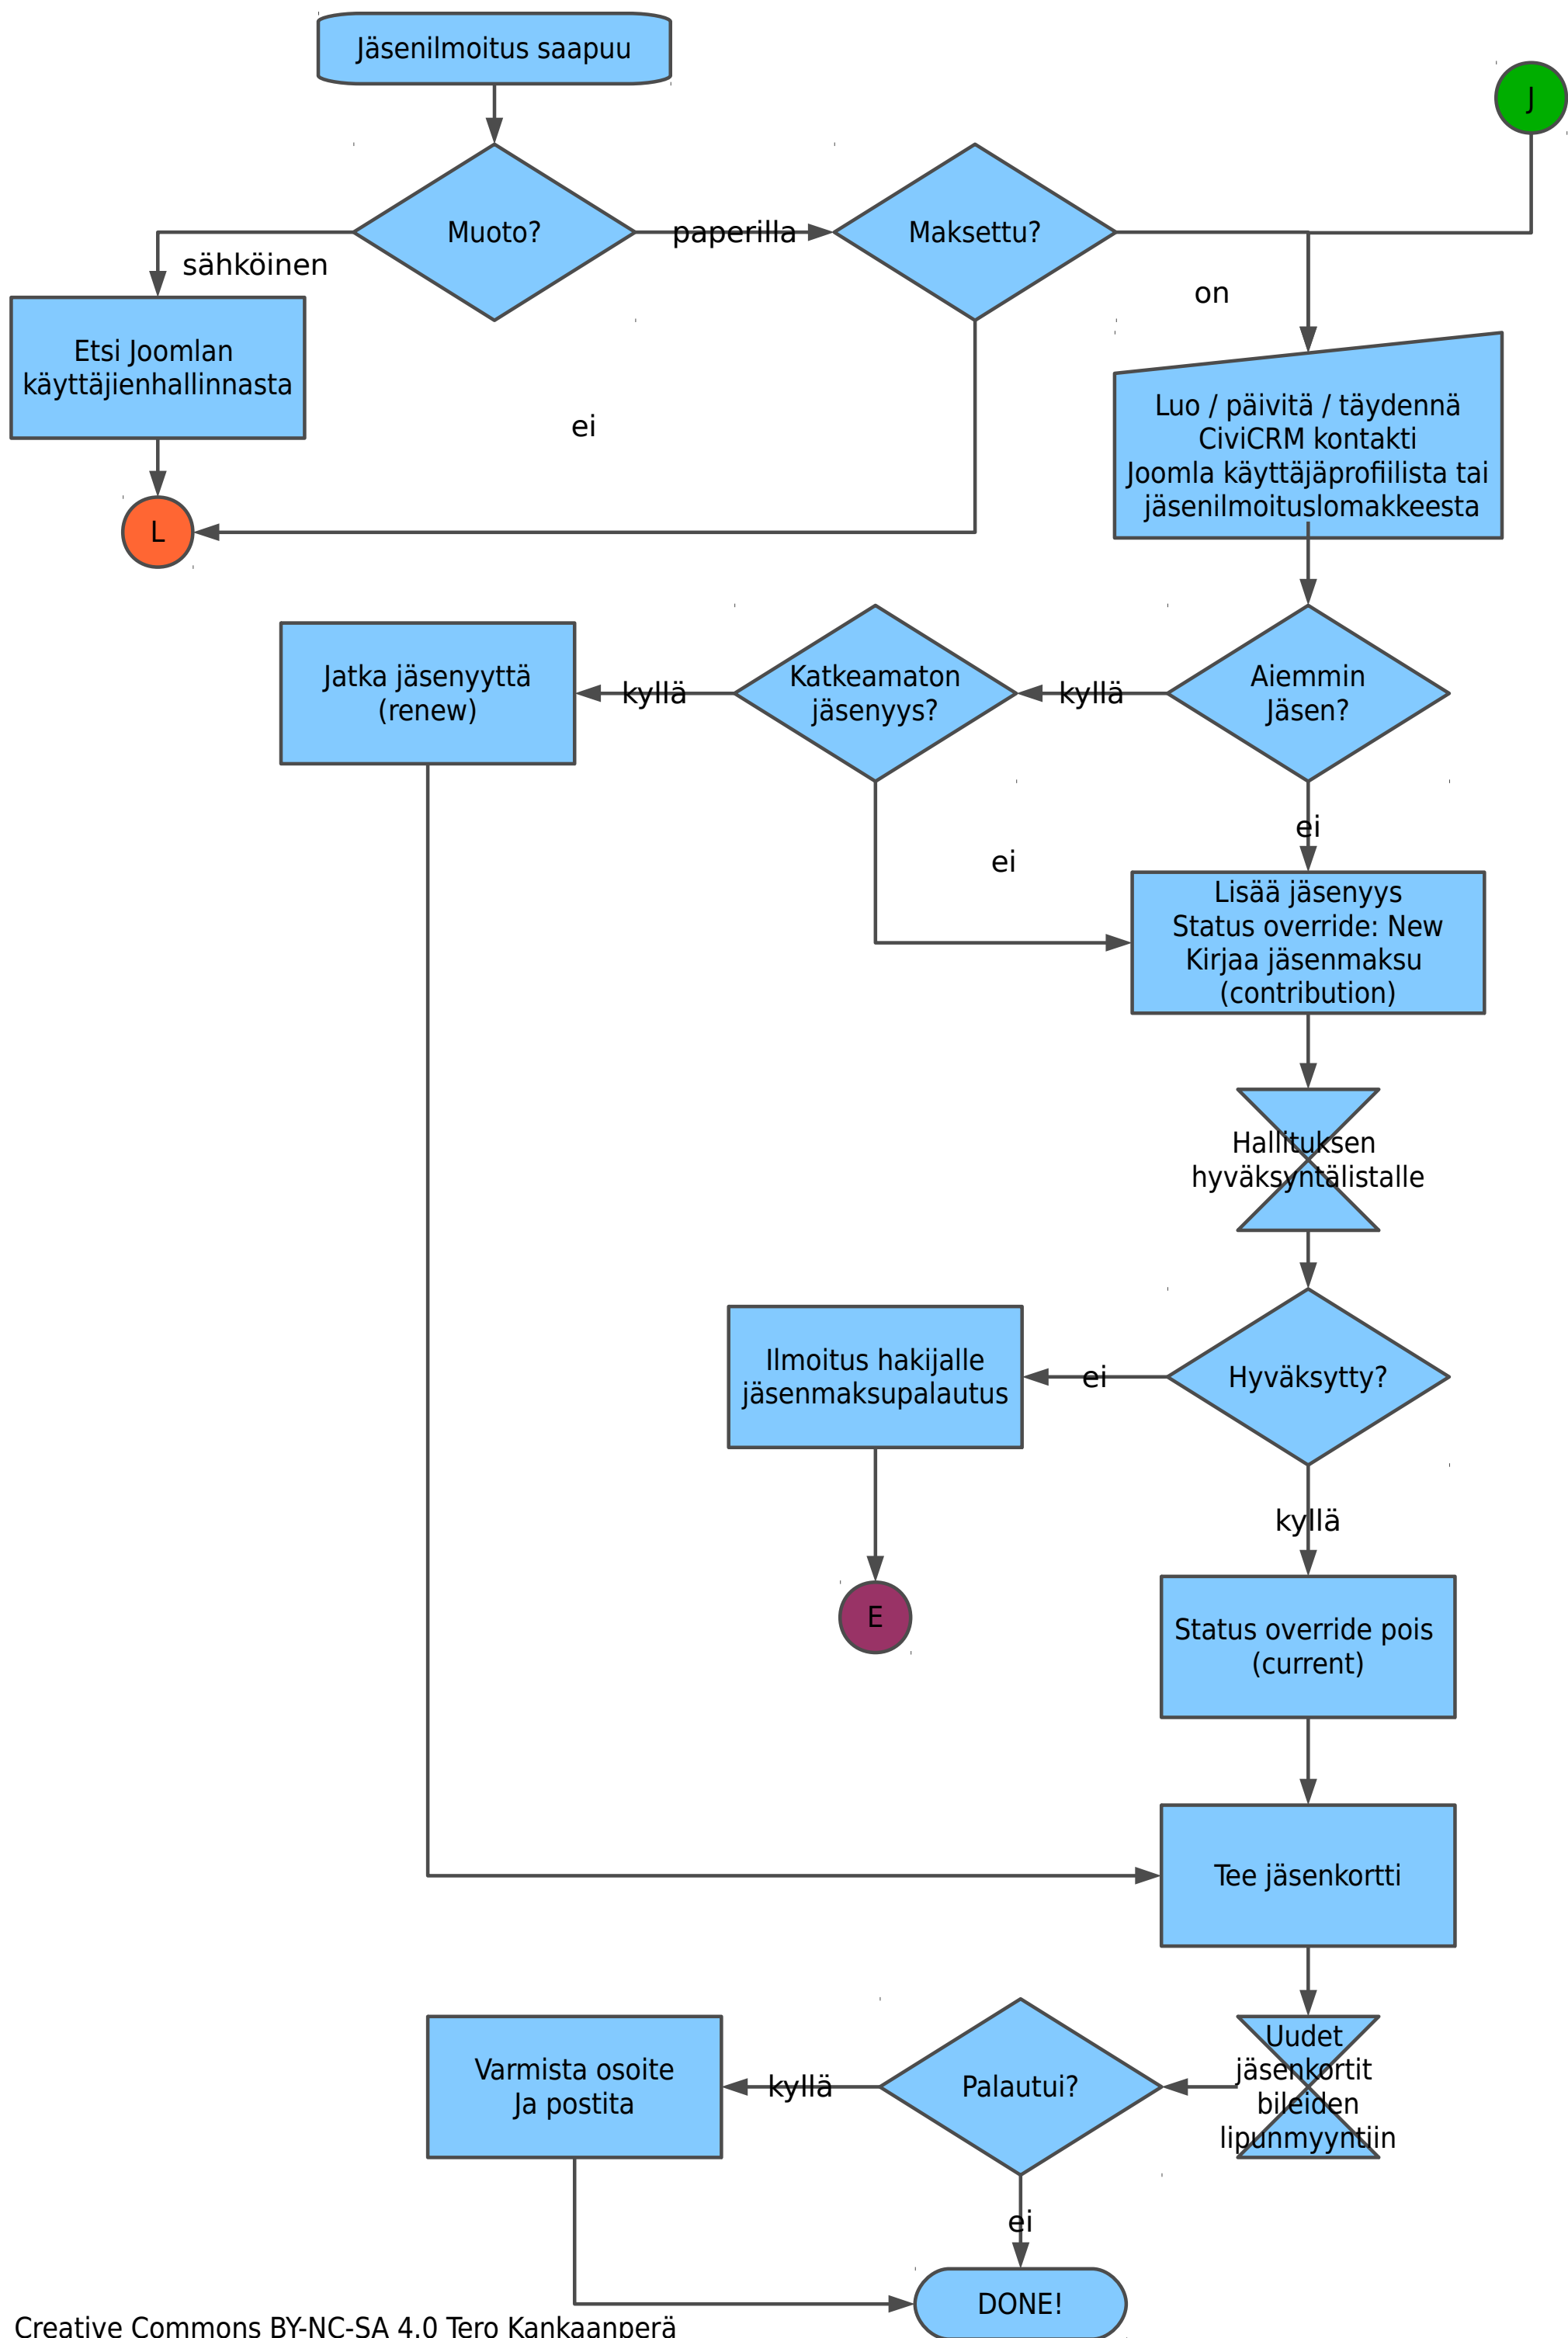 Jäsenilmoitus saapuu
J
Muoto?
paperilla
Maksettu?
sähköinen
on
Etsi Joomlan
käyttäjienhallinnasta
ei
Luo / päivitä / täydennä
CiviCRM kontakti
Joomla käyttäjäprofiilista tai
jäsenilmoituslomakkeesta
L
Jatka jäsenyyttä
(renew)
kyllä
Katkeamaton
jäsenyys?
kyllä
Aiemmin
Jäsen?
ei
ei
Lisää jäsenyys
Status override: New
Kirjaa jäsenmaksu
(contribution)
Hallituksen
hyväksyntälistalle
Ilmoitus hakijalle
jäsenmaksupalautus
ei
Hyväksytty?
kyllä
E
Status override pois
(current)
Tee jäsenkortti
Varmista osoite
Ja postita
kyllä
Palautui?
Uudet
jäsenkortit
bileiden
lipunmyyntiin
ei
DONE!
Creative Commons BY-NC-SA 4.0 Tero Kankaanperä